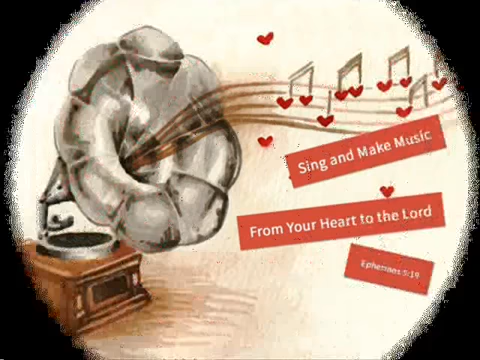 Sing and Make Music
From Your Heart to the Lord
Ephesians 5:19